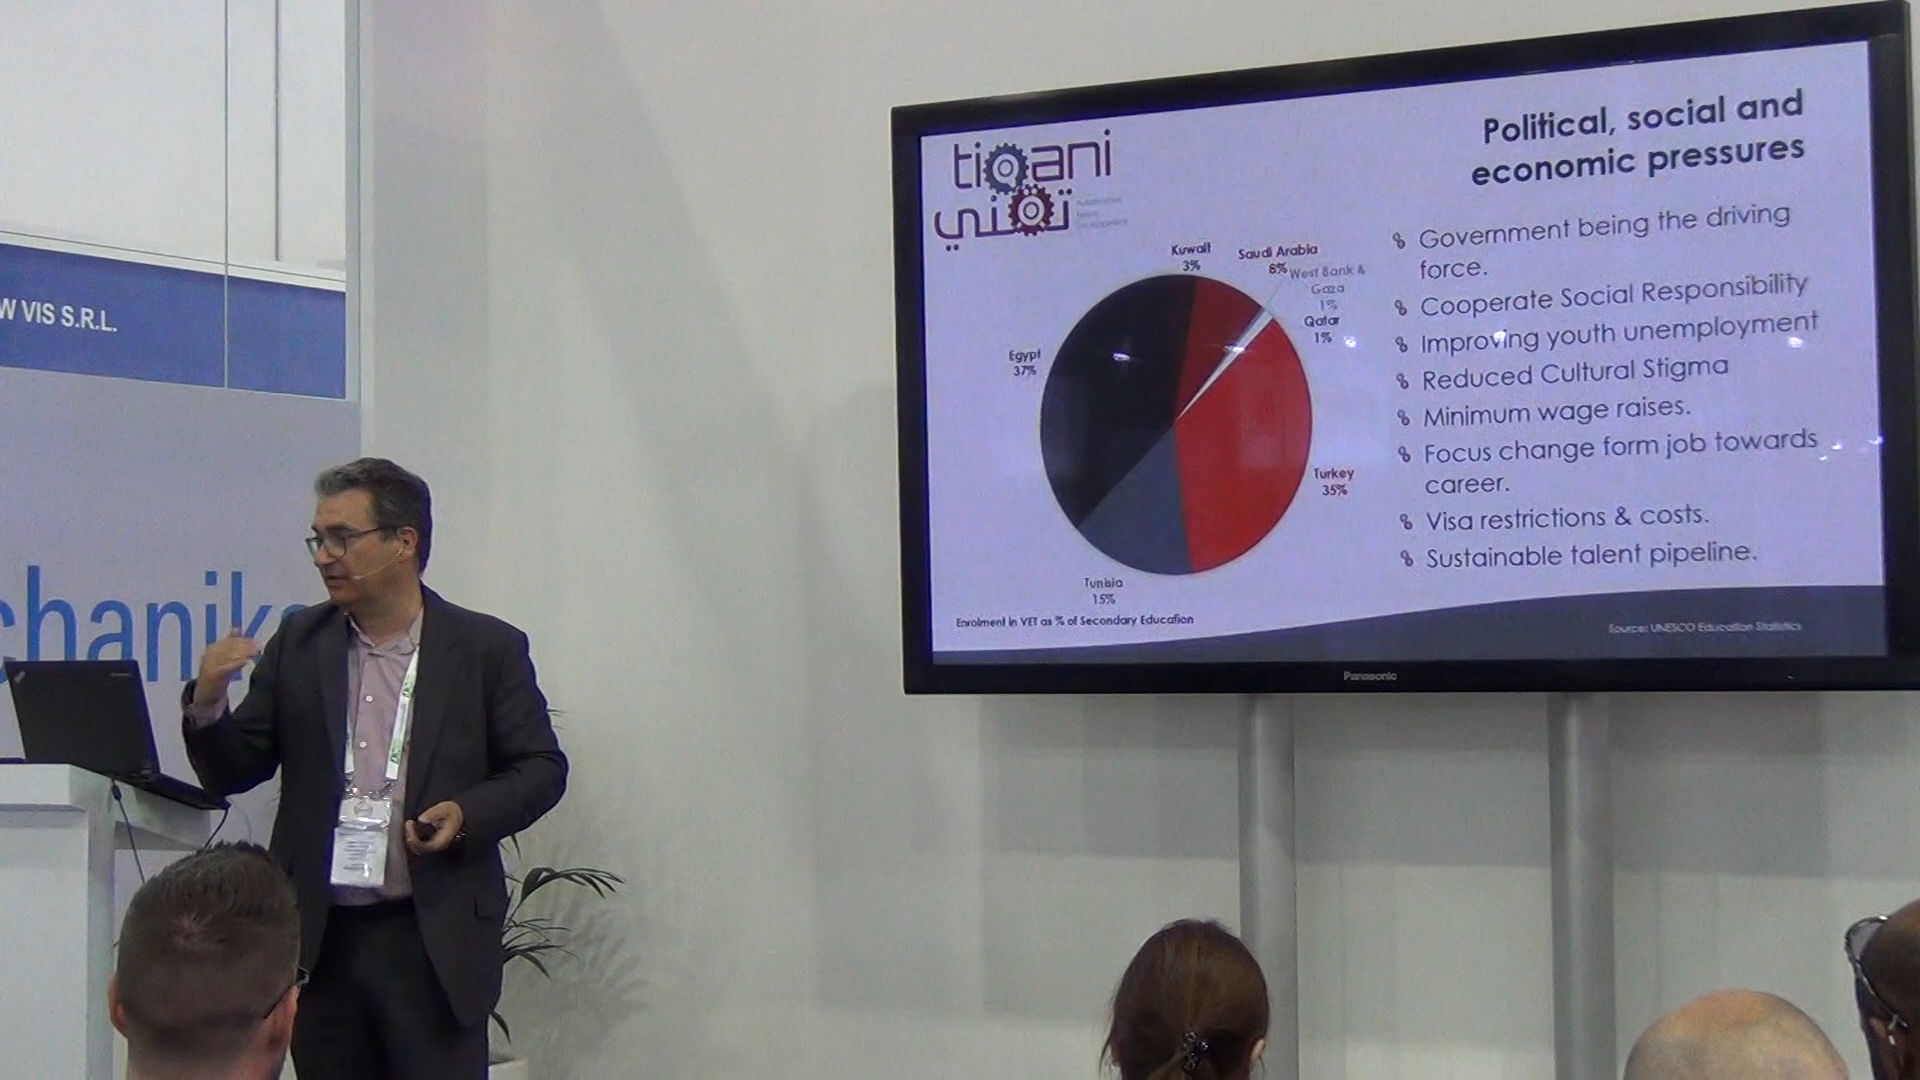 W VIS S.R.L.
chanika
tiqani
تقني
Political, social and
economic pressures
Kuwait
3%
Saudi Arabia
6%
West Bank &
Gaza
1%
Qatar
1%
Egypt
37%
Turkey
35%
Tunisia
15%
Enrolment in VET as % of Secondary Education
Government being the driving
force.
Cooperate Social Responsibility
Improving youth unemployment
Reduced Cultural Stigma
Minimum wage raises.
Focus change form job towards
career.
Visa restrictions & costs.
Sustainable talent pipeline.
Source: UNESCO Education Statistics
Panasonic